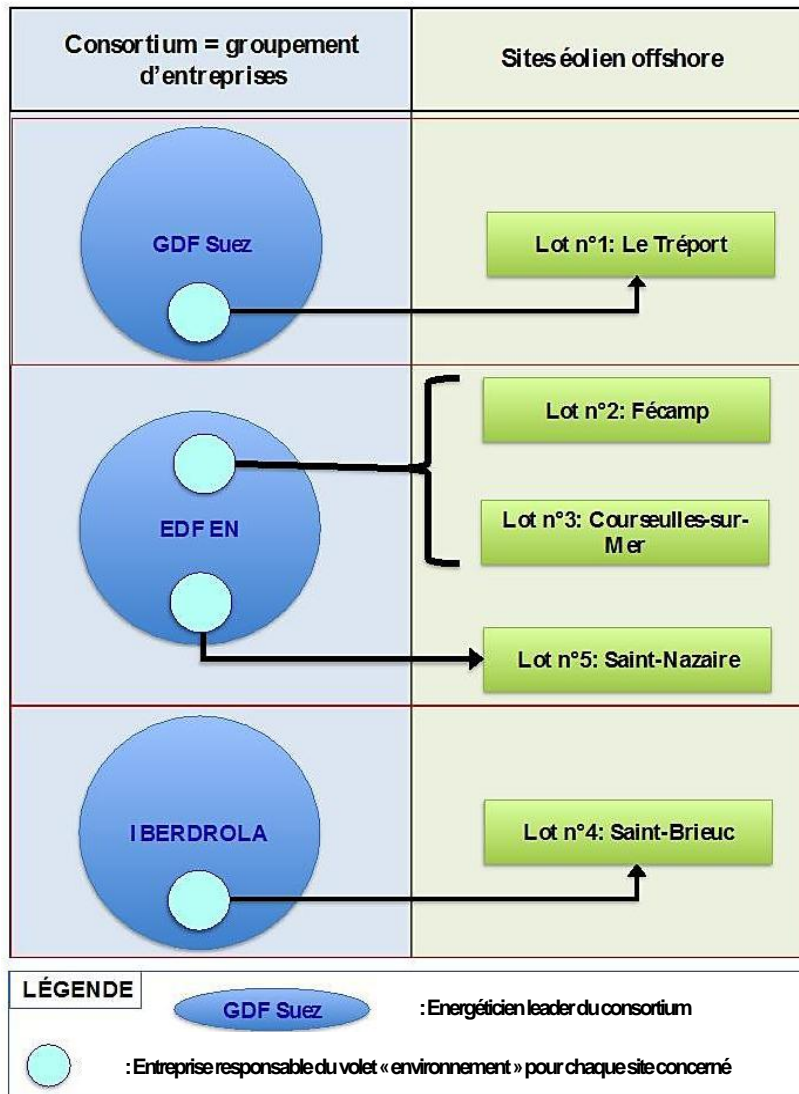 Consortium = groupement
d'entreprises
Sites éolien offshore
GDF Suez
Lot n°1: Le Tréport
EDF EN
Lot n°2: Fécamp
Lot n°3: Courseulles-sur-
Mer
Lot n°5: Saint-Nazaire
IBERDROLA
Lot n°4: Saint-Brieuc
LÉGENDE
GDF Suez
: Energéticien leader du consortium
: Entreprise responsable du volet « environnement » pour chaque site concerné